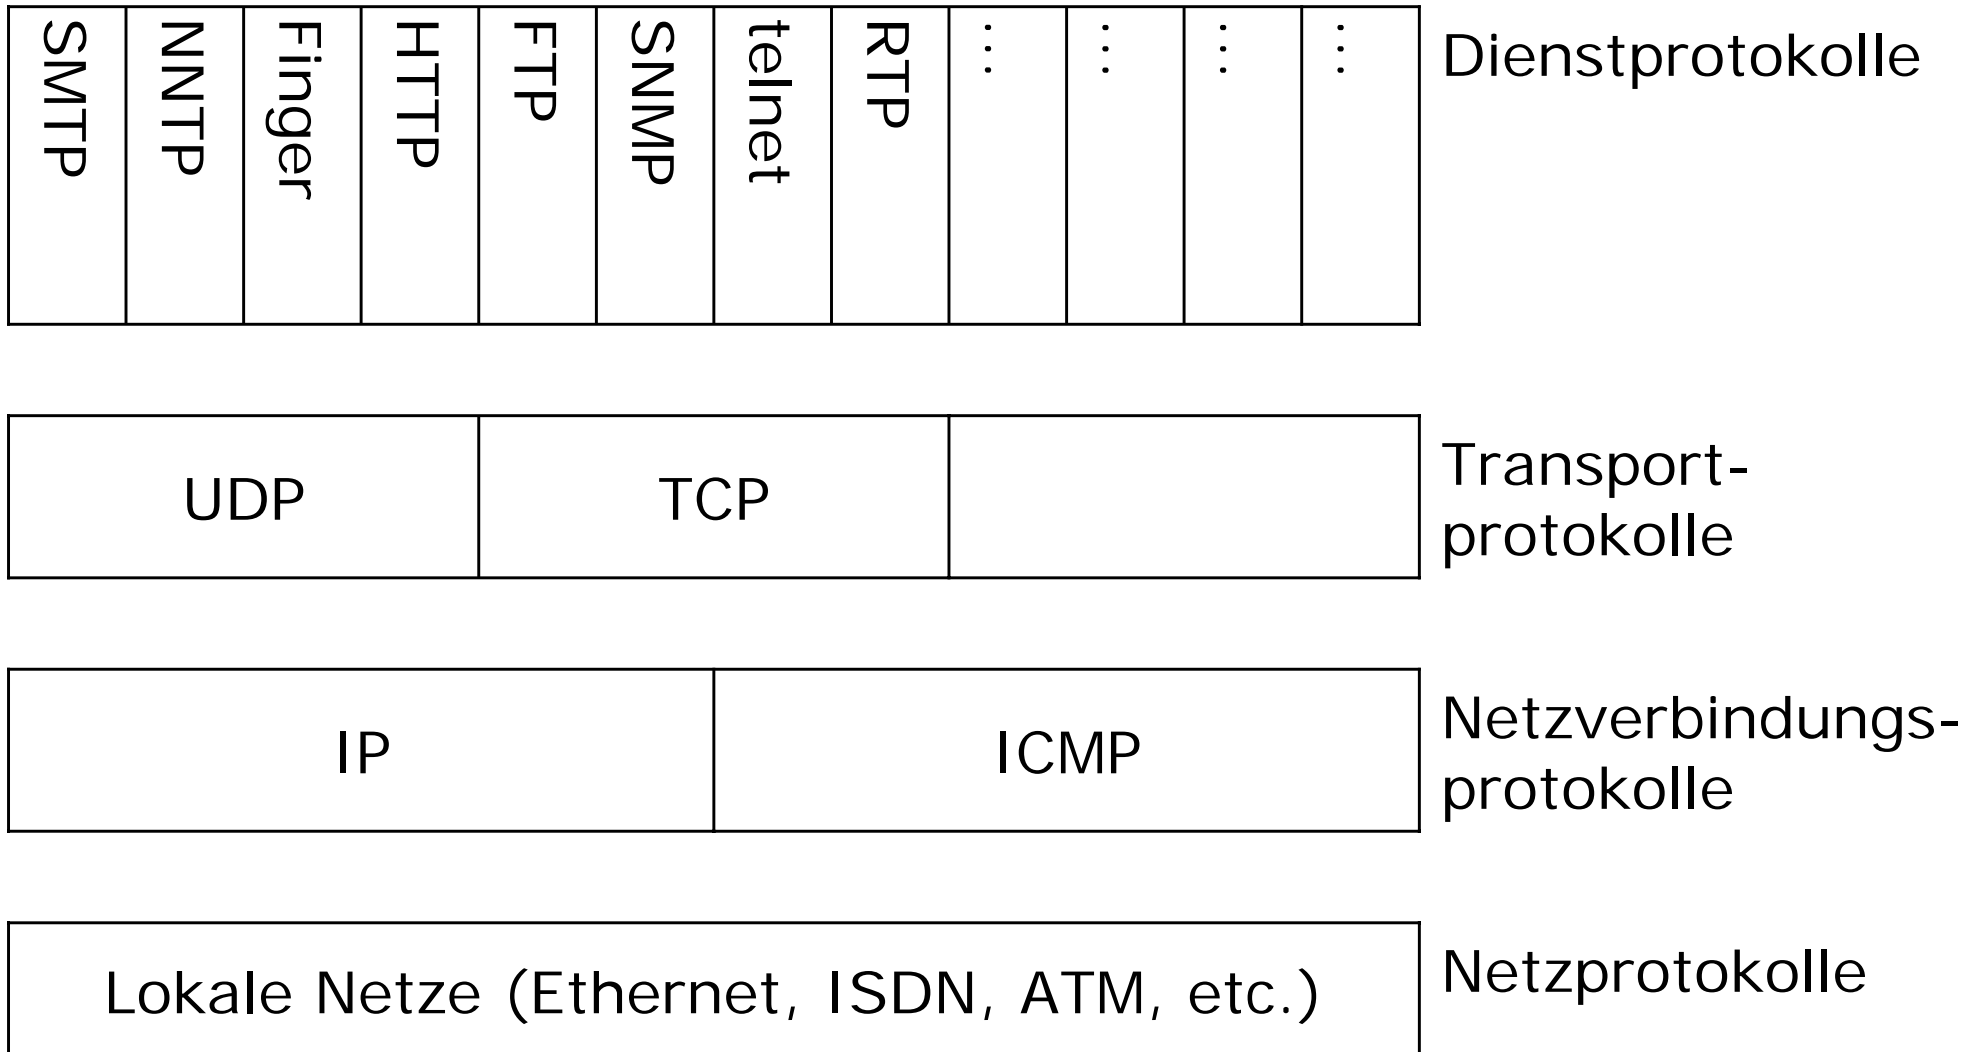 SMTP
NNTP
Finger
HTTP
FTP
SNMP
telnet
RTP
...
...
...
...
Dienstprotokolle
UDP
TCP
Transport-
protokolle
IP
ICMP
Netzverbindungs-
protokolle
Lokale Netze (Ethernet, ISDN, ATM, etc.)
Netzprotokolle